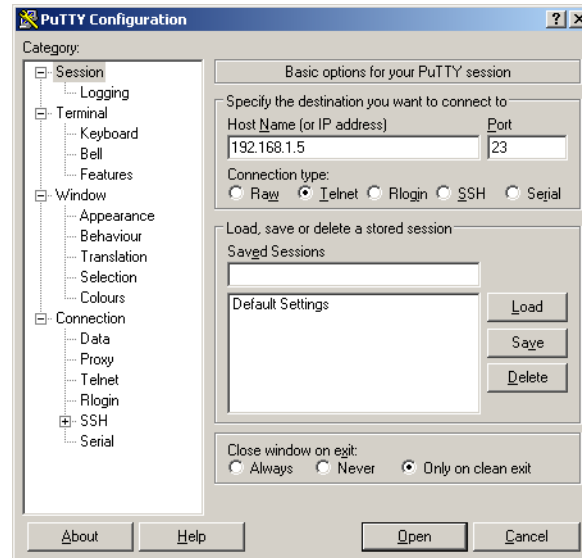 PuTTY Configuration
Category:
Session
Logging
Terminal
Keyboard
Bell
Features
Window
Appearance
Behaviour
Translation
Selection
Colours
Connection
Data
Proxy
Telnet
Rlogin
SSH
Serial
Basic options for your PuTTY session
Specify the destination you want to connect to
Host Name (or IP address) Port
192.168.1.5 23
Connection type:
Raw Telnet Rlogin SSH Serial
Load, save or delete a stored session
Saved Sessions
Default Settings
Load
Save
Delete
Close window on exit:
Always Never Only on clean exit
About Help Open Cancel